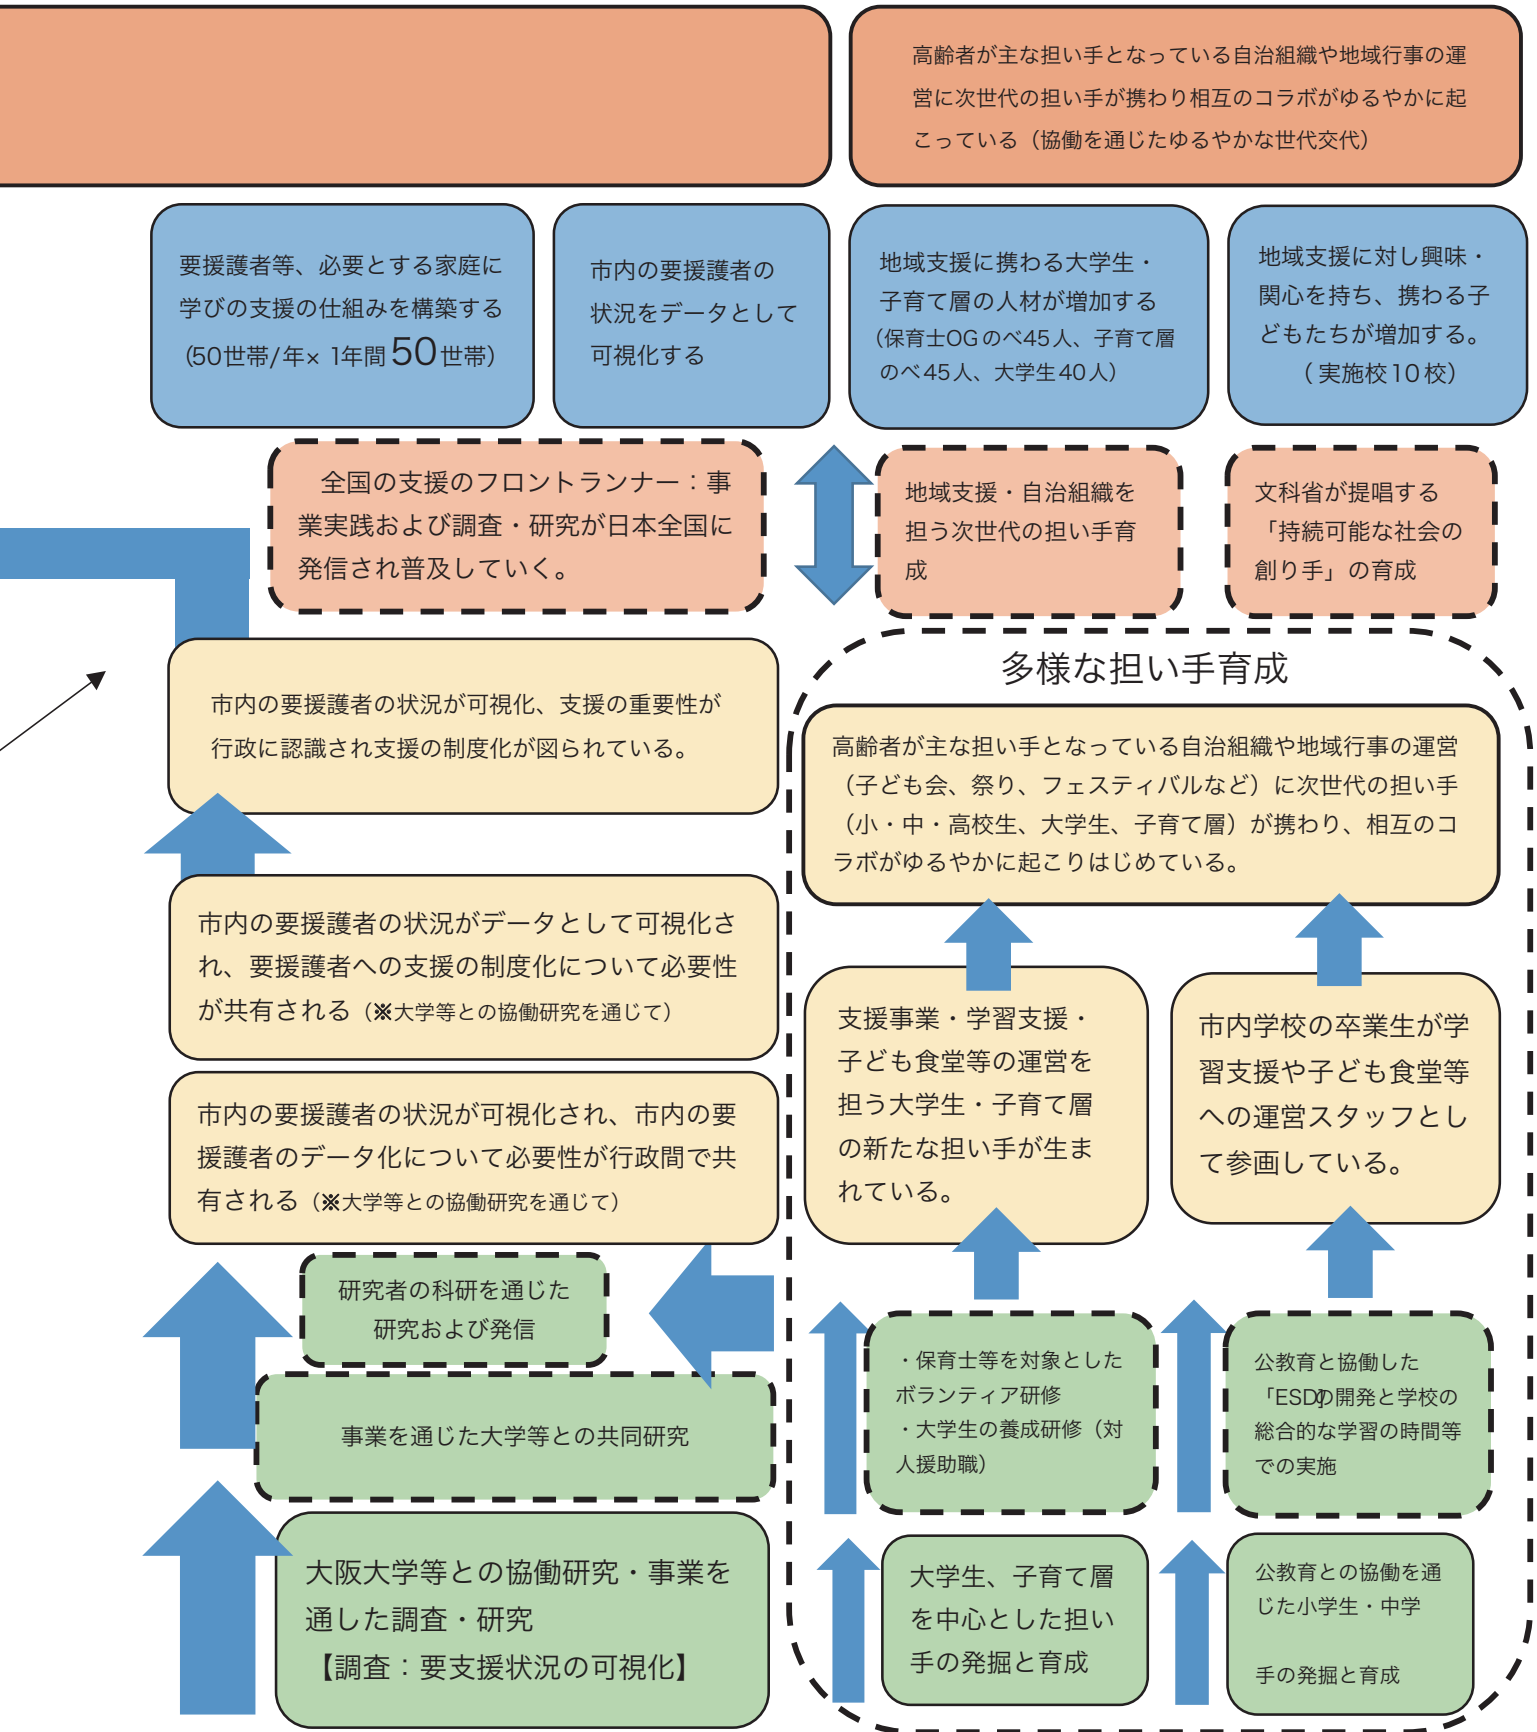 高齢者が主な担い手となっている自治組織や地域行事の運
営に次世代の担い手が携わり相互のコラボがゆるやかに起
こっている（協働を通じたゆるやかな世代交代）
要援護者等、必要とする家庭に
学びの支援の仕組みを構築する
（50世帯/年× 1年間50世帯）
市内の要援護者の
状況をデータとして
可視化する
地域支援に携わる大学生・
子育て層の人材が増加する
（保育士OGのべ45人、子育て層
のべ45人、大学生40人）
地域支援に対し興味・
関心を持ち、携わる子
どもたちが増加する。
（実施校10校）
全国の支援のフロントランナー：事
業実践および調査・研究が日本全国に
発信され普及していく。
地域支援・自治組織を
担う次世代の担い手育
成
文科省が提唱する
「持続可能な社会の
創り手」の育成
市内の要援護者の状況が可視化、支援の重要性が
行政に認識され支援の制度化が図られている。
多様な担い手育成
高齢者が主な担い手となっている自治組織や地域行事の運営
（子ども会、祭り、フェスティバルなど）に次世代の担い手
（小・中・高校生、大学生、子育て層）が携わり、相互のコ
ラボがゆるやかに起こりはじめている。
市内の要援護者の状況がデータとして可視化さ
れ、要援護者への支援の制度化について必要性
が共有される（※大学等との協働研究を通じて）
支援事業・学習支援・
子ども食堂等の運営を
担う大学生・子育て層
の新たな担い手が生ま
れている。
市内学校の卒業生が学
習支援や子ども食堂等
への運営スタッフとし
て参画している。
市内の要援護者の状況が可視化され、市内の要
援護者のデータ化について必要性が行政間で共
有される（※大学等との協働研究を通じて）
研究者の科研を通じた
研究および発信
事業を通じた大学等との共同研究
・保育士等を対象とした
ボランティア研修
・大学生の養成研修（対
人援助職）
公教育と協働した
「ESD」の開発と学校の
総合的な学習の時間等
での実施
大阪大学等との協働研究・事業を
通した調査・研究
【調査：要支援状況の可視化】
大学生、子育て層
を中心とした担い
手の発掘と育成
公教育との協働を通
じた小学生・中学
手の発掘と育成